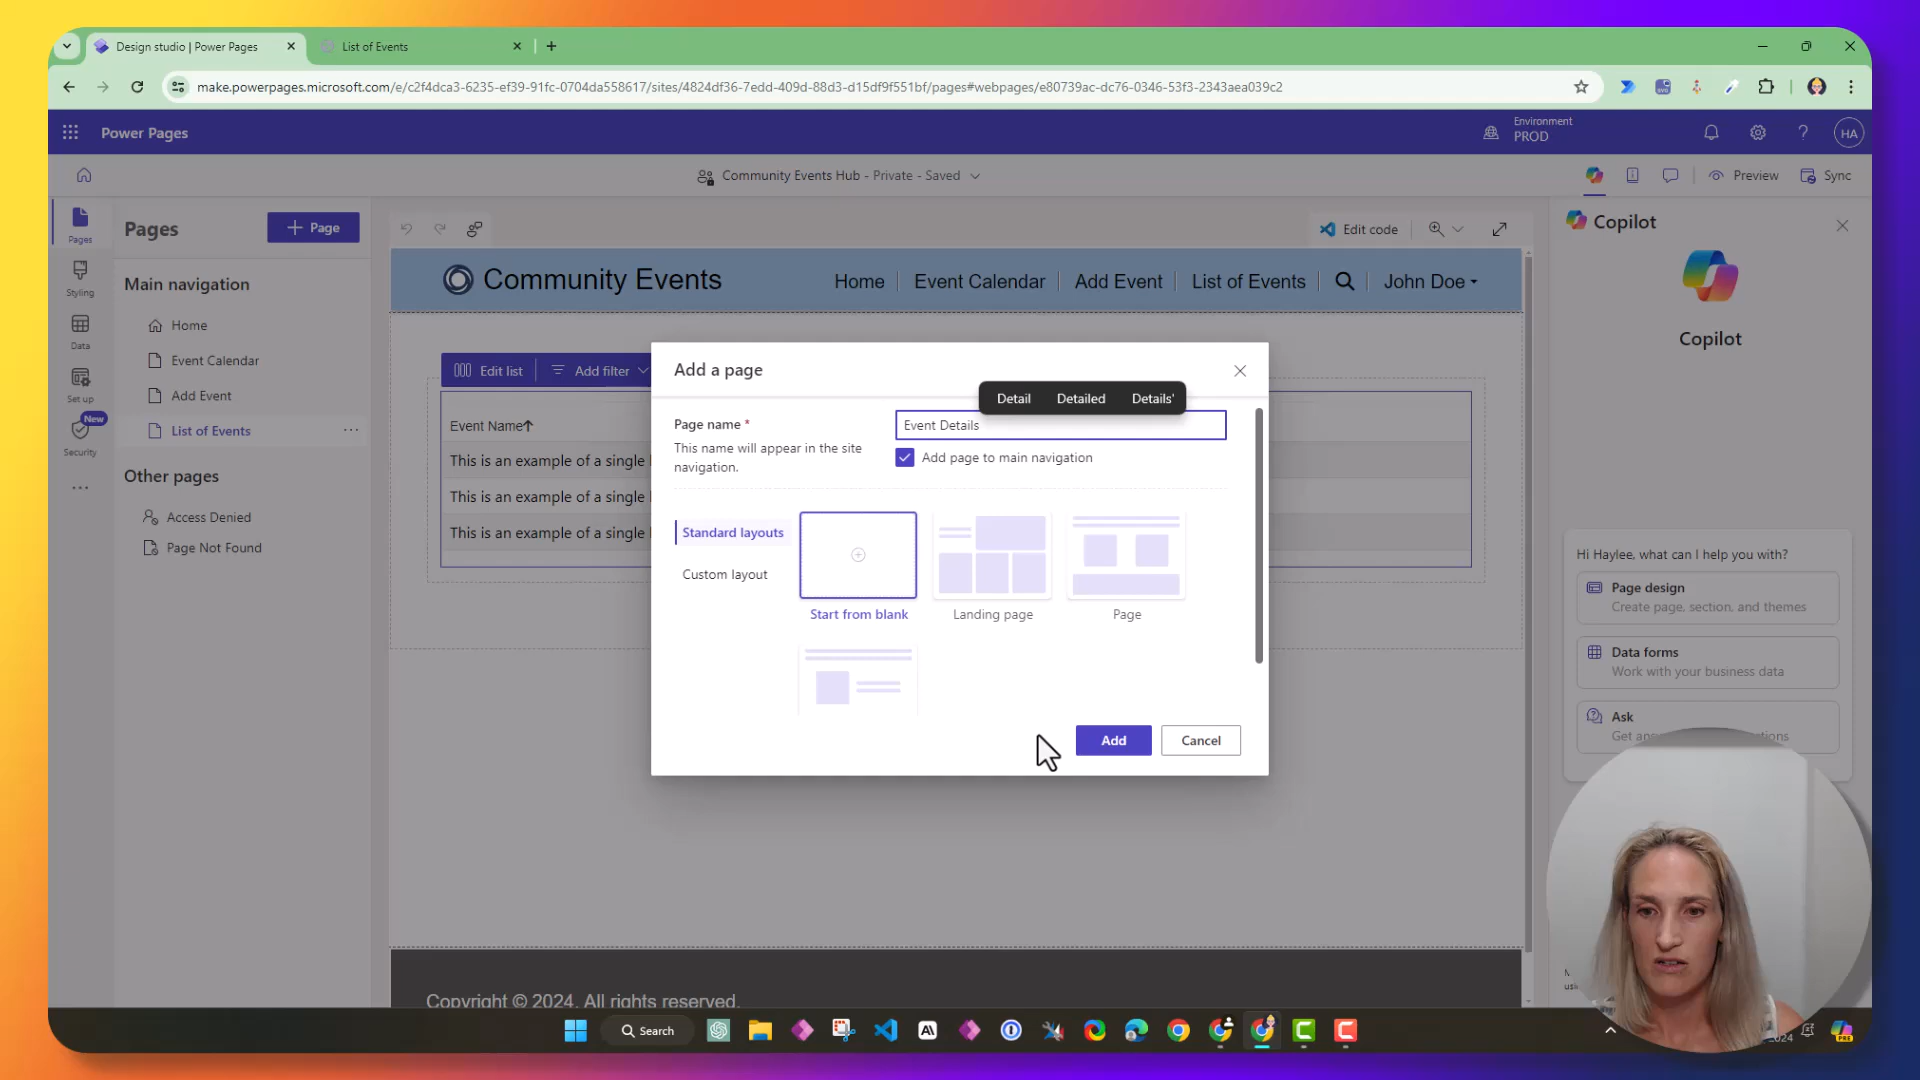 Design studio | Power Pages
List of Events
make.powerpages.microsoft.com/e/c2f4dca3-6235-ef39-91fc-0704da558617/sites/4824df36-7edd-409d-88d3-d15df9f551bf/pages#webpages/e80739ac-dc76-0346-53f3-2343aea039c2
Power Pages
Environment
PROD
HA
Community Events Hub - Private - Saved
Preview
Sync
Pages
Styling
Data
Set up
New
Security
Pages
Page
Main navigation
Home
Event Calendar
Add Event
List of Events
Other pages
Access Denied
Page Not Found
Edit code
Community Events
Home
Event Calendar
Add Event
List of Events
John Doe
Edit list
Add filter
Event Name
This is an example of a single l
This is an example of a single l
This is an example of a single l
Add a page
Detail
Detailed
Details'
Page name *
This name will appear in the site
navigation.
Event Details
Add page to main navigation
Standard layouts
Custom layout
Start from blank
Landing page
Page
Add
Cancel
Copilot
Copilot
Hi Haylee, what can I help you with?
Page design
Create page, section, and themes
Data forms
Work with your business data
Ask
Copyright © 2024. All rights reserved.
Search